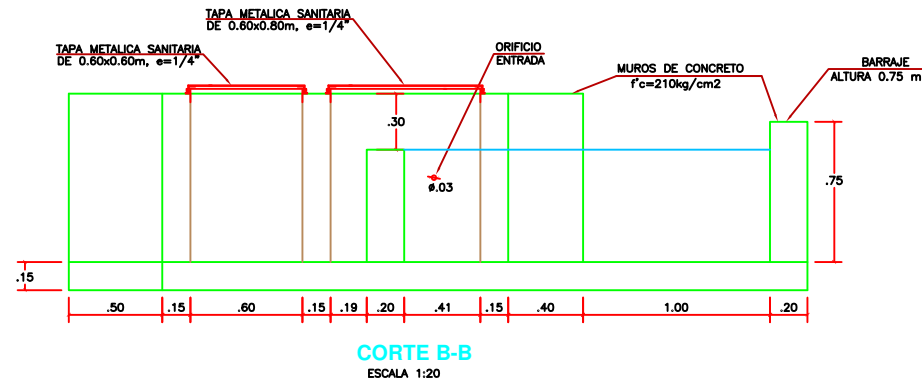 TAPA METALICA SANITARIA
DE 0.60x0.80m, e=1/4"
TAPA METALICA SANITARIA
DE 0.60x0.60m, e=1/4"
ORIFICIO
ENTRADA
MUROS DE CONCRETO
f'c=210kg/cm2
BARRAJE
ALTURA 0.75 m
.30
ø.03
.75
.15
.50
.15
.60
.15
.19
.20
.41
.15
.40
1.00
.20
CORTE B-B
ESCALA 1:20